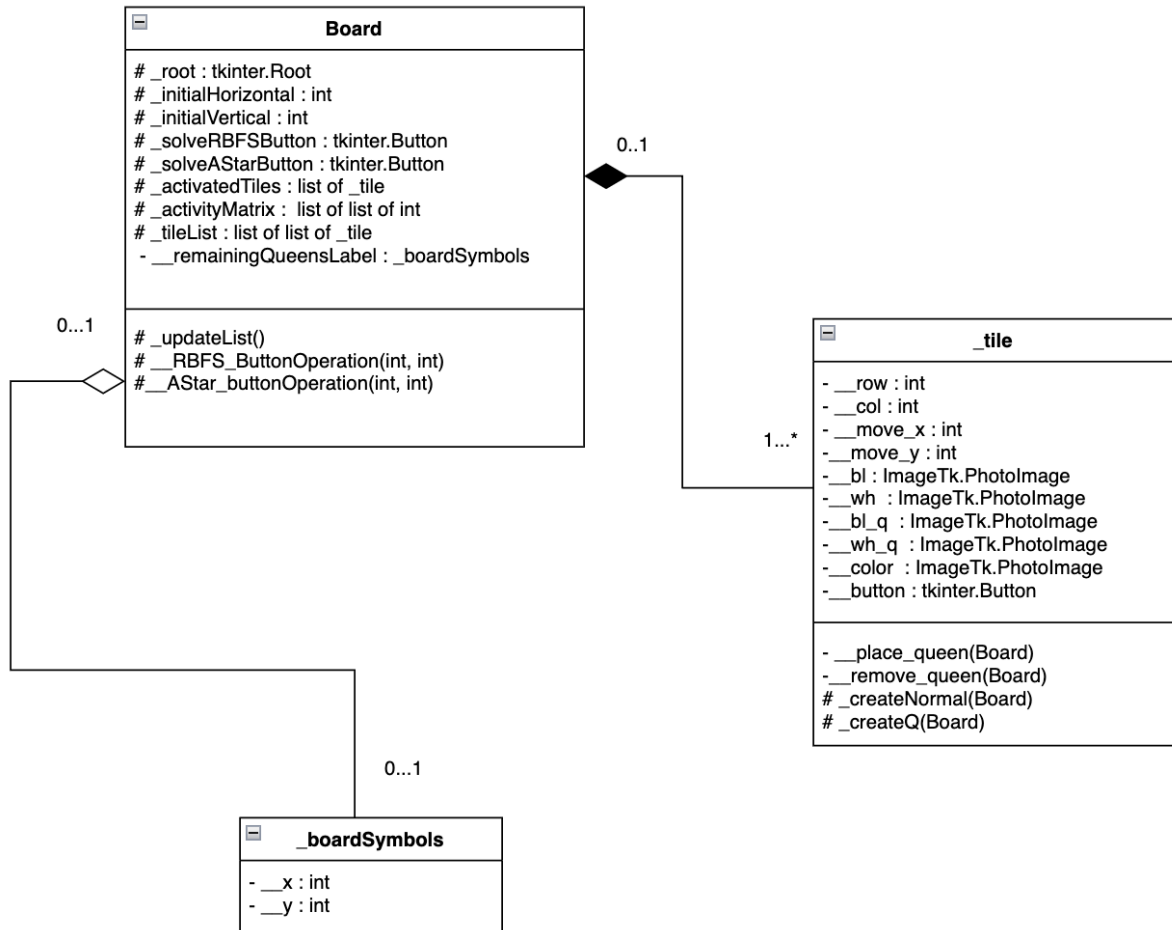 Board
# _root : tkinter.Root
# _initialHorizontal : int
# _initialVertical : int
# _solveRBFSButton : tkinter.Button
# _solveAStarButton : tkinter.Button
# _activatedTiles : list of _tile
# _activityMatrix :  list of list of int
# _tileList : list of list of _tile
- __remainingQueensLabel : _boardSymbols
# _updateList()
# __RBFS_ButtonOperation(int, int)
#__AStar_buttonOperation(int, int)
0..1
0...1
1...*
_tile
- __row : int
- __col : int
- __move_x : int
-__move_y : int
-__bl : ImageTk.PhotoImage
-__wh  : ImageTk.PhotoImage
-__bl_q  : ImageTk.PhotoImage
-__wh_q  : ImageTk.PhotoImage
-__color  : ImageTk.PhotoImage
-__button : tkinter.Button
- __place_queen(Board)
-__remove_queen(Board)
# _createNormal(Board)
# _createQ(Board)
0...1
_boardSymbols
- __x : int
- __y : int